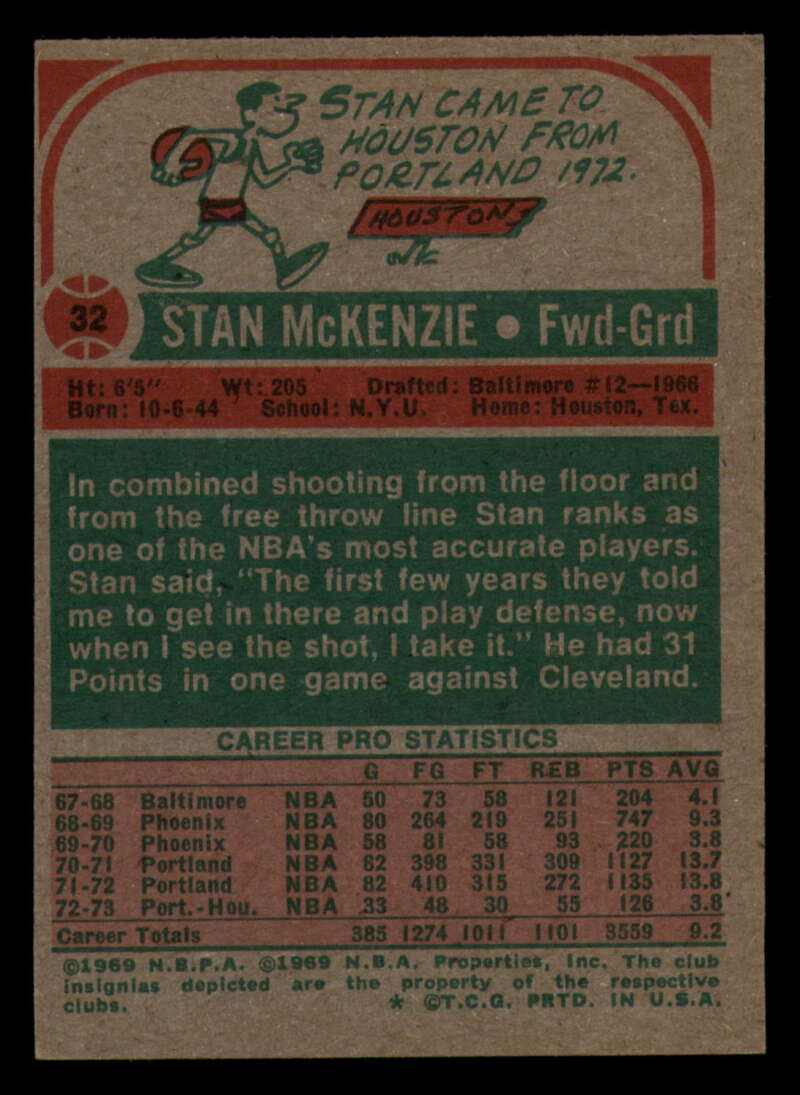 STAN CAME TO
HOUSTON FROM
PORTLAND 1972.
HOUSTON
32
STAN McKENZIE • Fwd-Grd
Ht: 6'5" Wt: 205 Drafted: Baltimore #12—1966
Born: 10-6-44 School: N.Y.U. Home: Houston, Tex.
In combined shooting from the floor and
from the free throw line Stan ranks as
one of the NBA's most accurate players.
Stan said, "The first few years they told
me to get in there and play defense, now
when I see the shot, I take it." He had 31
Points in one game against Cleveland.
CAREER PRO STATISTICS
G FG FT REB PTS AVG
67-68 Baltimore NBA 50 73 58 121 204 4.1
68-69 Phoenix NBA 80 264 219 251 747 9.3
69-70 Phoenix NBA 58 81 58 93 220 3.8
70-71 Portland NBA 82 398 331 309 1127 13.7
71-72 Portland NBA 82 410 315 272 1135 13.8
72-73 Port.-Hou. NBA 33 48 30 55 126 3.8
Career Totals 385 1274 1011 1101 3559 9.2
©1969 N.B.P.A. ©1969 N.B.A. Properties, Inc. The club
insignias depicted are the property of the respective
clubs. * ©T.C.G. PRTD. IN U.S.A.